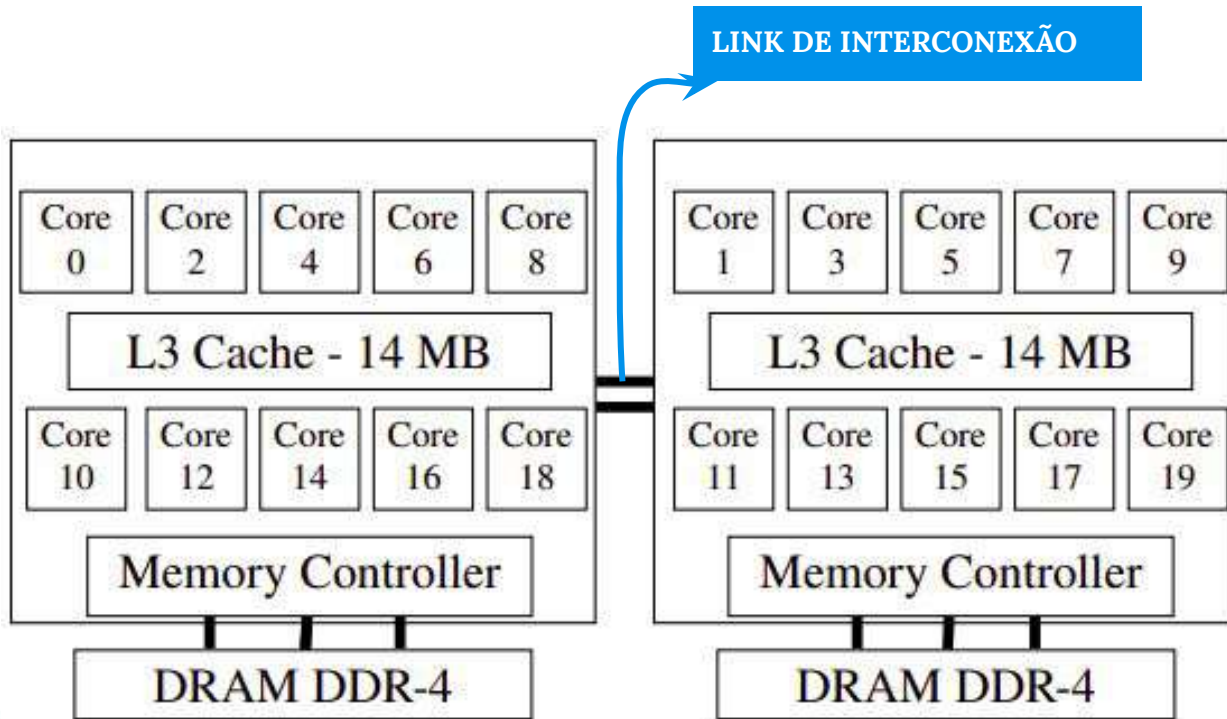 LINK DE INTERCONEXÃO
Core 0
Core 2
Core 4
Core 6
Core 8
L3 Cache - 14 MB
Core 10
Core 12
Core 14
Core 16
Core 18
Memory Controller
DRAM DDR-4
Core 1
Core 3
Core 5
Core 7
Core 9
L3 Cache - 14 MB
Core 11
Core 13
Core 15
Core 17
Core 19
Memory Controller
DRAM DDR-4